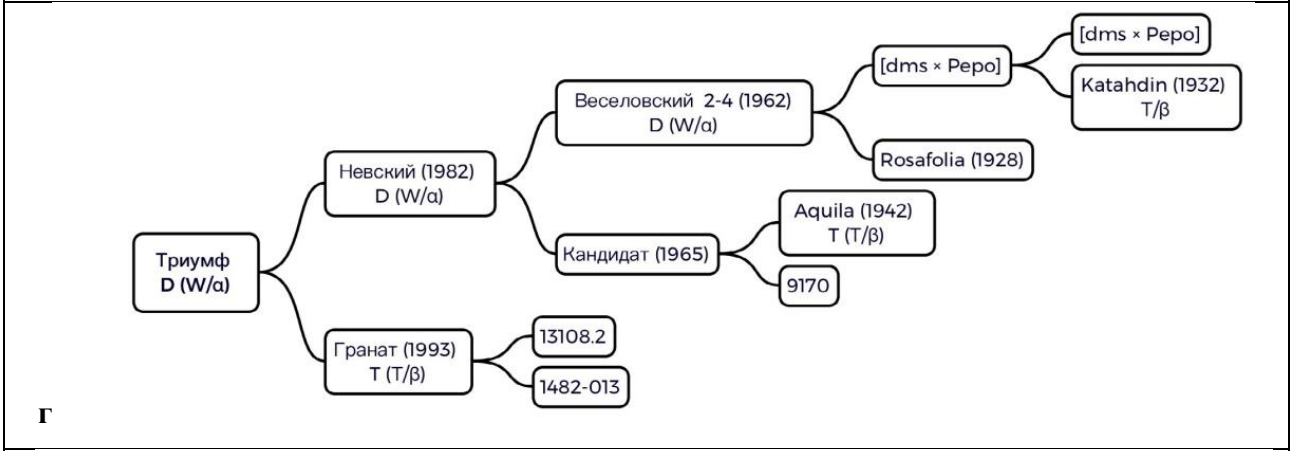 [dms × Pepo]
Katahdin (1932)
T/β
[dms × Pepo]
Rosafolia (1928)
Веселовский 2-4 (1962)
D (W/α)
Невский (1982)
D (W/α)
Aquila (1942)
T (T/β)
Кандидат (1965)
9170
Триумф
D (W/α)
Гранат (1993)
T (T/β)
13108.2
1482-013
г